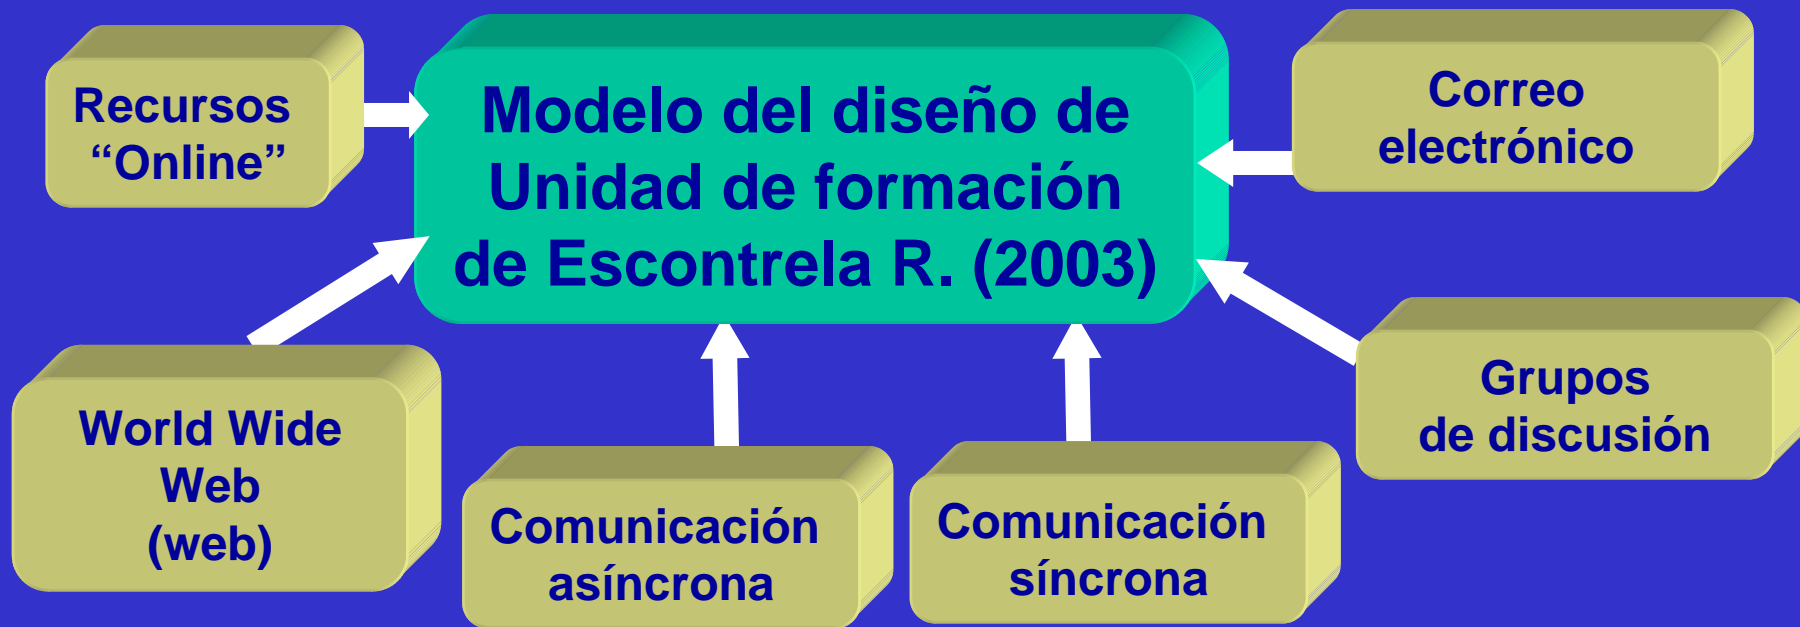 Recursos
“Online”
Modelo del diseño de
Unidad de formación
de Escontrela R. (2003)
Correo
electrónico
World Wide
Web
(web)
Comunicación
asíncrona
Comunicación
síncrona
Grupos
de discusión